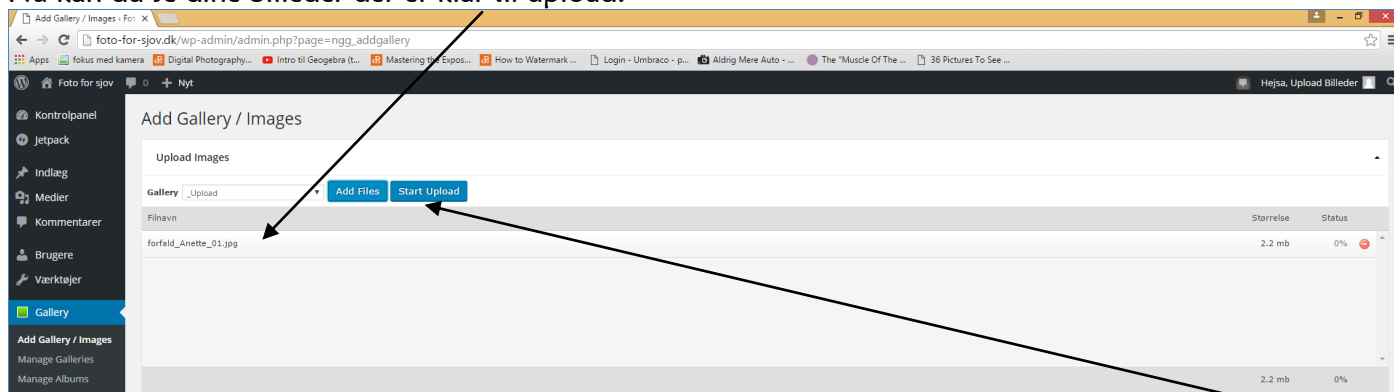 Nu kan du se dine billeder der er klar til upload.
Add Gallery / Images ‹ Fot
foto-for-sjov.dk/wp-admin/admin.php?page=ngg_addgallery
Apps fokus med kamera Digital Photography... Intro til Geogebra (t... Mastering the Expos... How to Watermark ... Login - Umbraco - p... Aldrig Mere Auto - ... The "Muscle Of The ... 36 Pictures To See ...
Foto for sjov 0 + Nyt Hejsa, Upload Billeder
Kontrolpanel
Jetpack
Indlæg
Medier
Kommentarer
Brugere
Værktøjer
Gallery
Add Gallery / Images
Manage Galleries
Manage Albums
Add Gallery / Images
Upload Images
Gallery _Upload Add Files Start Upload
Filnavn Størrelse Status
forfald_Anette_01.jpg 2.2 mb 0%
2.2 mb 0%